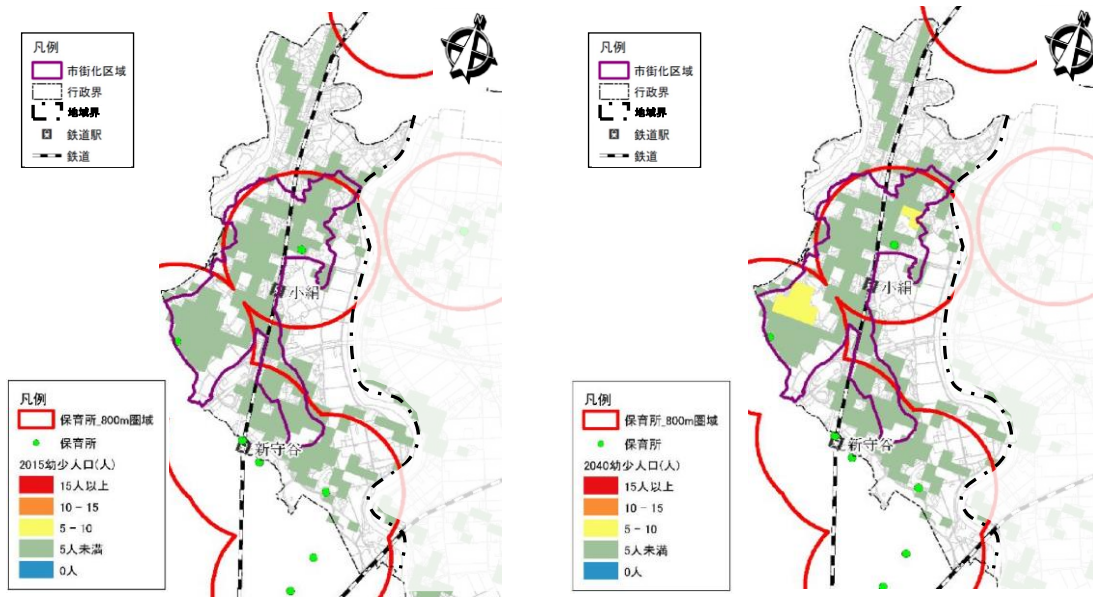 凡例
市街化区域
行政界
地域界
鉄道駅
鉄道
小絹
新守谷
凡例
保育所_800m圏域
保育所
2015幼少人口(人)
15人以上
10 - 15
5 - 10
5人未満
0人
凡例
市街化区域
行政界
地域界
鉄道駅
鉄道
小絹
新守谷
凡例
保育所_800m圏域
保育所
2040幼少人口(人)
15人以上
10 - 15
5 - 10
5人未満
0人